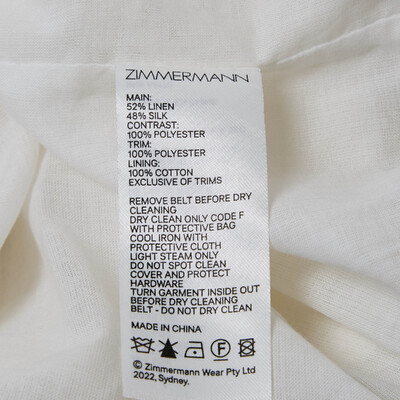 ZIMMERMANN
MAIN:
52% LINEN
48% SILK
CONTRAST:
100% POLYESTER
TRIM:
100% POLYESTER
LINING:
100% COTTON
EXCLUSIVE OF TRIMS
REMOVE BELT BEFORE DRY
CLEANING
DRY CLEAN ONLY CODE F
WITH PROTECTIVE BAG
COOL IRON WITH
PROTECTIVE CLOTH
LIGHT STEAM ONLY
DO NOT SPOT CLEAN
COVER AND PROTECT
HARDWARE
TURN GARMENT INSIDE OUT
BEFORE DRY CLEANING
BELT - DO NOT DRY CLEAN
MADE IN CHINA
F
© Zimmermann Wear Pty Ltd
2022, Sydney.